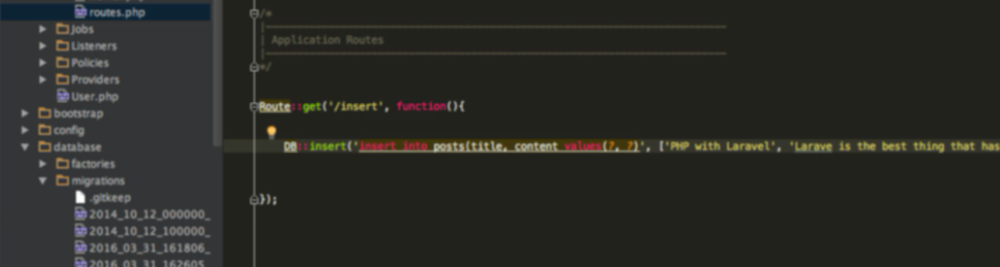 routes.php
Jobs
Listeners
Policies
Providers
User.php
bootstrap
config
database
factories
migrations
.gitkeep
2014_10_12_000000_
2014_10_12_100000_
2016_03_31_161806_
2016_03_31_162605
/*
|
| Application Routes
|
*/
Route::get('/insert', function(){
DB::insert('insert into posts(title, content values(?, ?)', ['PHP with Laravel', 'Larave is the best thing that has
});